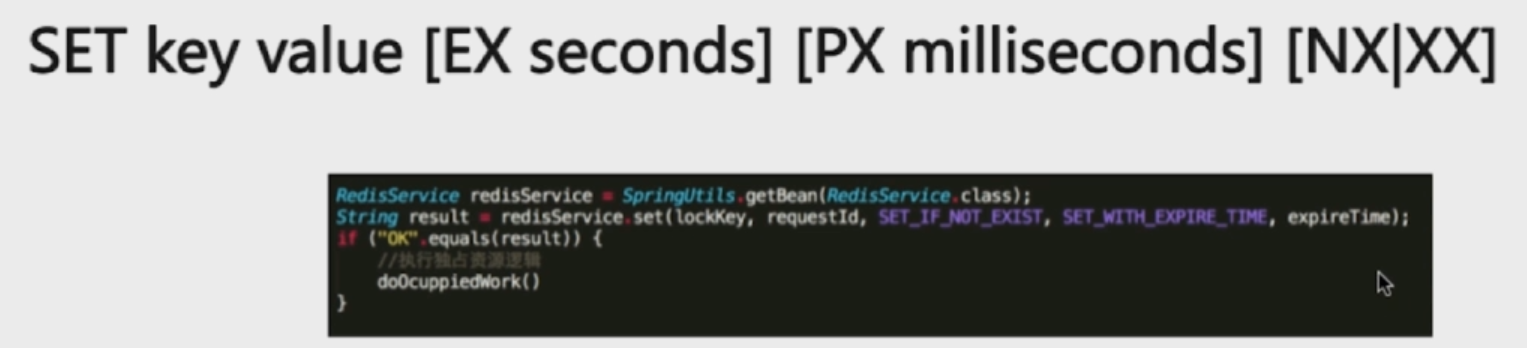 SET key value [EX seconds] [PX milliseconds] [NX|XX]
RedisService redisService = SpringUtils.getBean(RedisService.class);
String result = redisService.set(lockKey, requestId, SET_IF_NOT_EXIST, SET_WITH_EXPIRE_TIME, expireTime);
if ("OK".equals(result)) {
//执行独占资源逻辑
doOcuppiedWork()
}